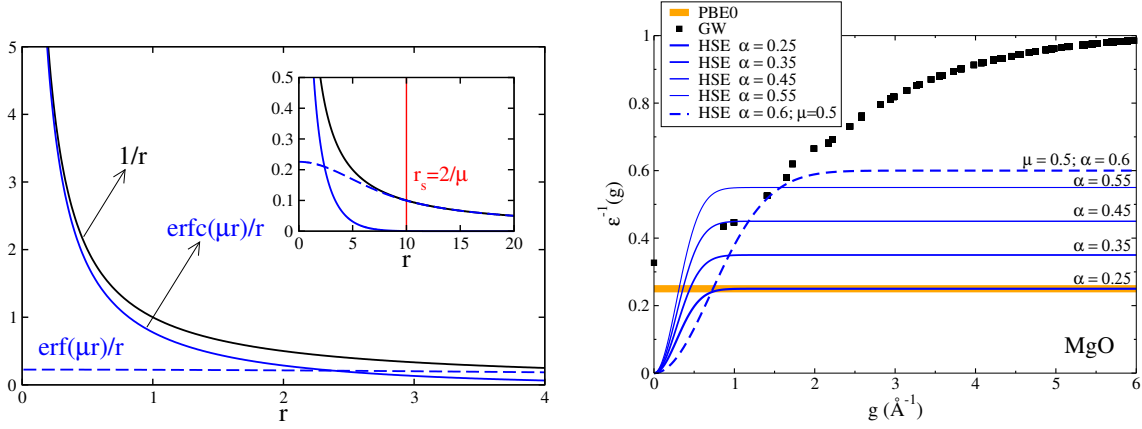 5
4
3
2
1
0
0 1 2 3 4
r
1/r
erfc(μr)/r
erf(μr)/r
0.5
0.4
0.3
0.2
0.1
0
0 5 10 15 20
r
r_s=2/μ
PBE0
GW
HSE α = 0.25
HSE α = 0.35
HSE α = 0.45
HSE α = 0.55
HSE α = 0.6; μ=0.5
1
0.8
0.6
0.4
0.2
0
ε⁻¹(g)
μ = 0.5; α = 0.6
α = 0.55
α = 0.45
α = 0.35
α = 0.25
MgO
0 1 2 3 4 5 6
g (Å⁻¹)